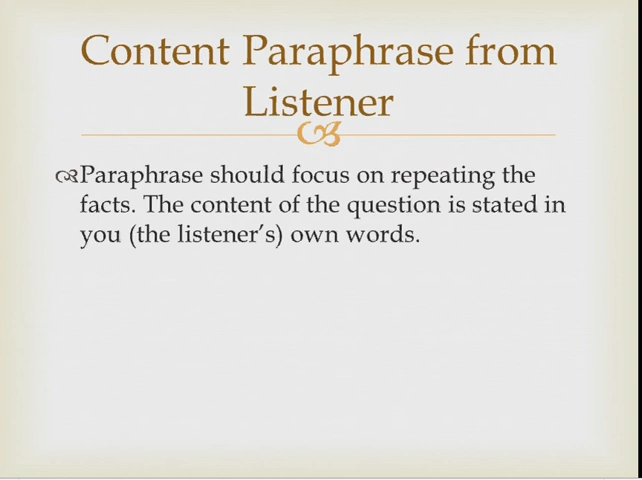 Content Paraphrase from
Listener
Paraphrase should focus on repeating the
facts. The content of the question is stated in
you (the listener’s) own words.